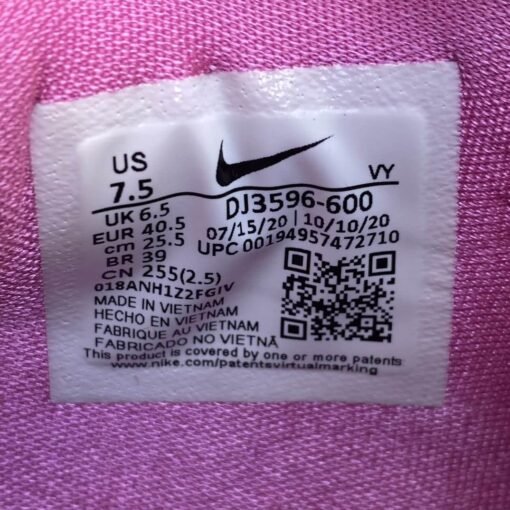 US
7.5
VY
UK 6.5
DJ3596-600
EUR 40.5
07/15/20 | 10/10/20
cm 25.5
UPC 00194957472710
BR 39
CN 255(2.5)
018ANH1Z2FGIV
MADE IN VIETNAM
HECHO EN VIETNAM
FABRIQUE AU VIETNAM
FABRICADO NO VIETNÃ
This product is covered by one or more patents
www.nike.com/patentsvirtualmarking